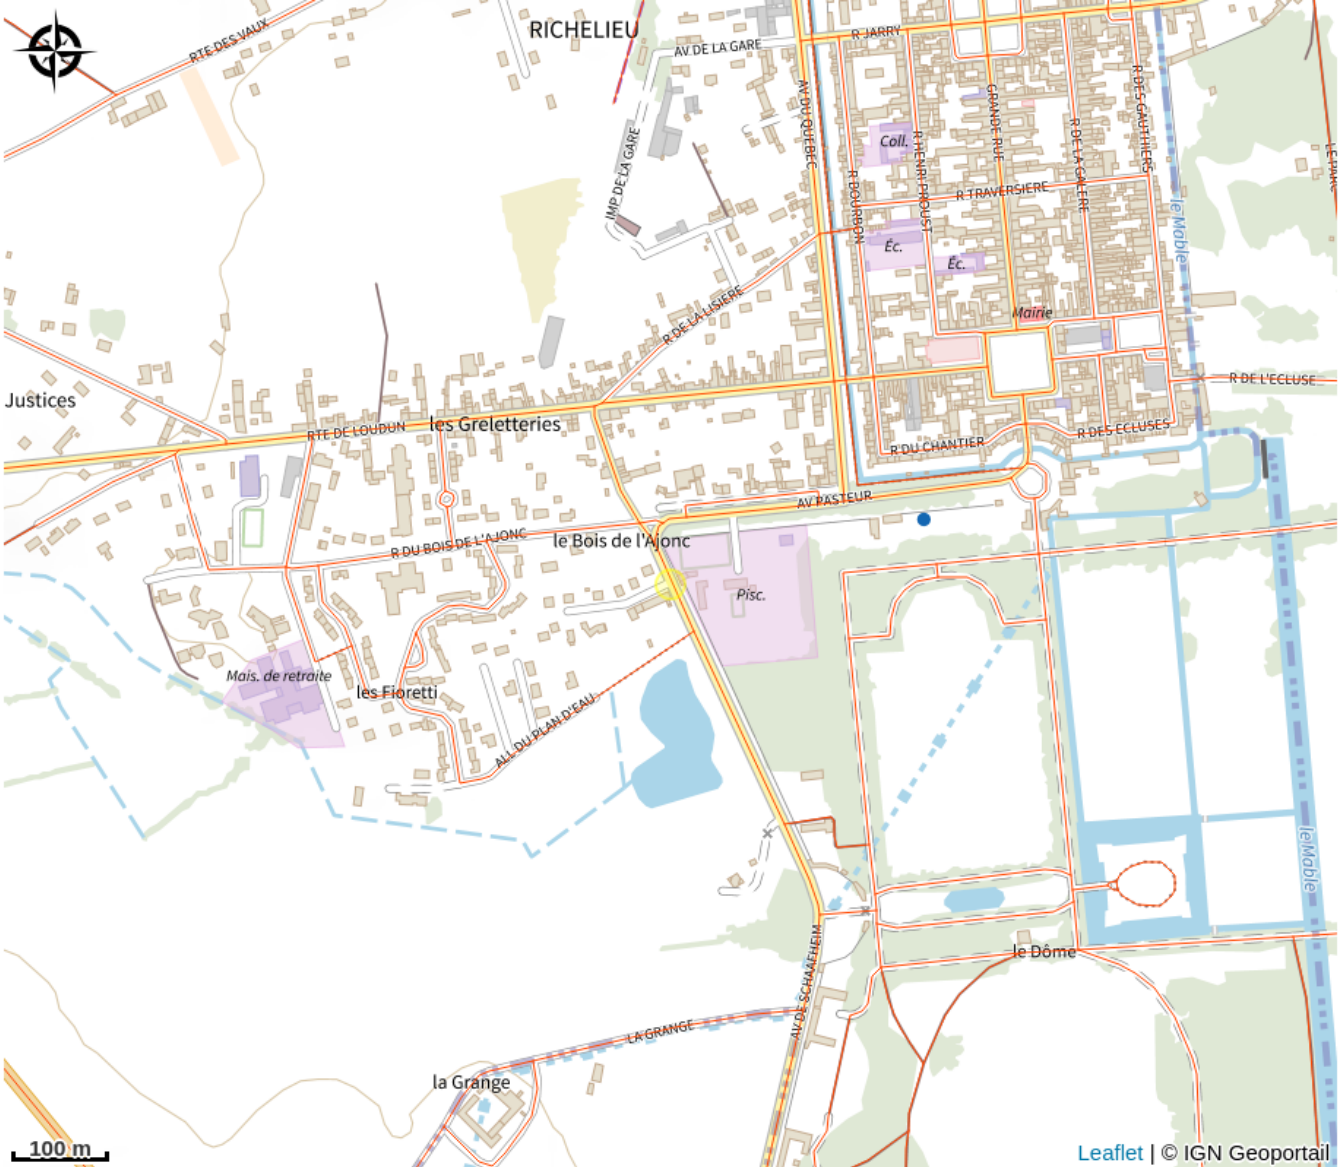 RICHELIEU
RTE DES VAUX
AV DE LA GARE
R JARRY
R DES GAUTHIERS
GRANDE RUE
AV DU QUEBEC
Coll.
R HENRI PROUST
R DE LA GALERE
IMP DE LA GARE
LE PARC
R BOURBON
R TRAVERSIERE
le Mable
Éc.
Éc.
R DE LA LISIERE
Mairie
R DE L'ECLUSE
Justices
les Greletteries
RTE DE LOUDUN
R DU CHANTIER
R DES ECLUSES
AV PASTEUR
R DU BOIS DE L'AJONC
le Bois de l'Ajonc
Pisc.
Mais. de retraite
les Fioretti
ALL DU PLAN D'EAU
le Mable
le Dôme
AV DE SCHAAFHEIM
LA GRANGE
la Grange
100 m
Leaflet | © IGN Geoportail